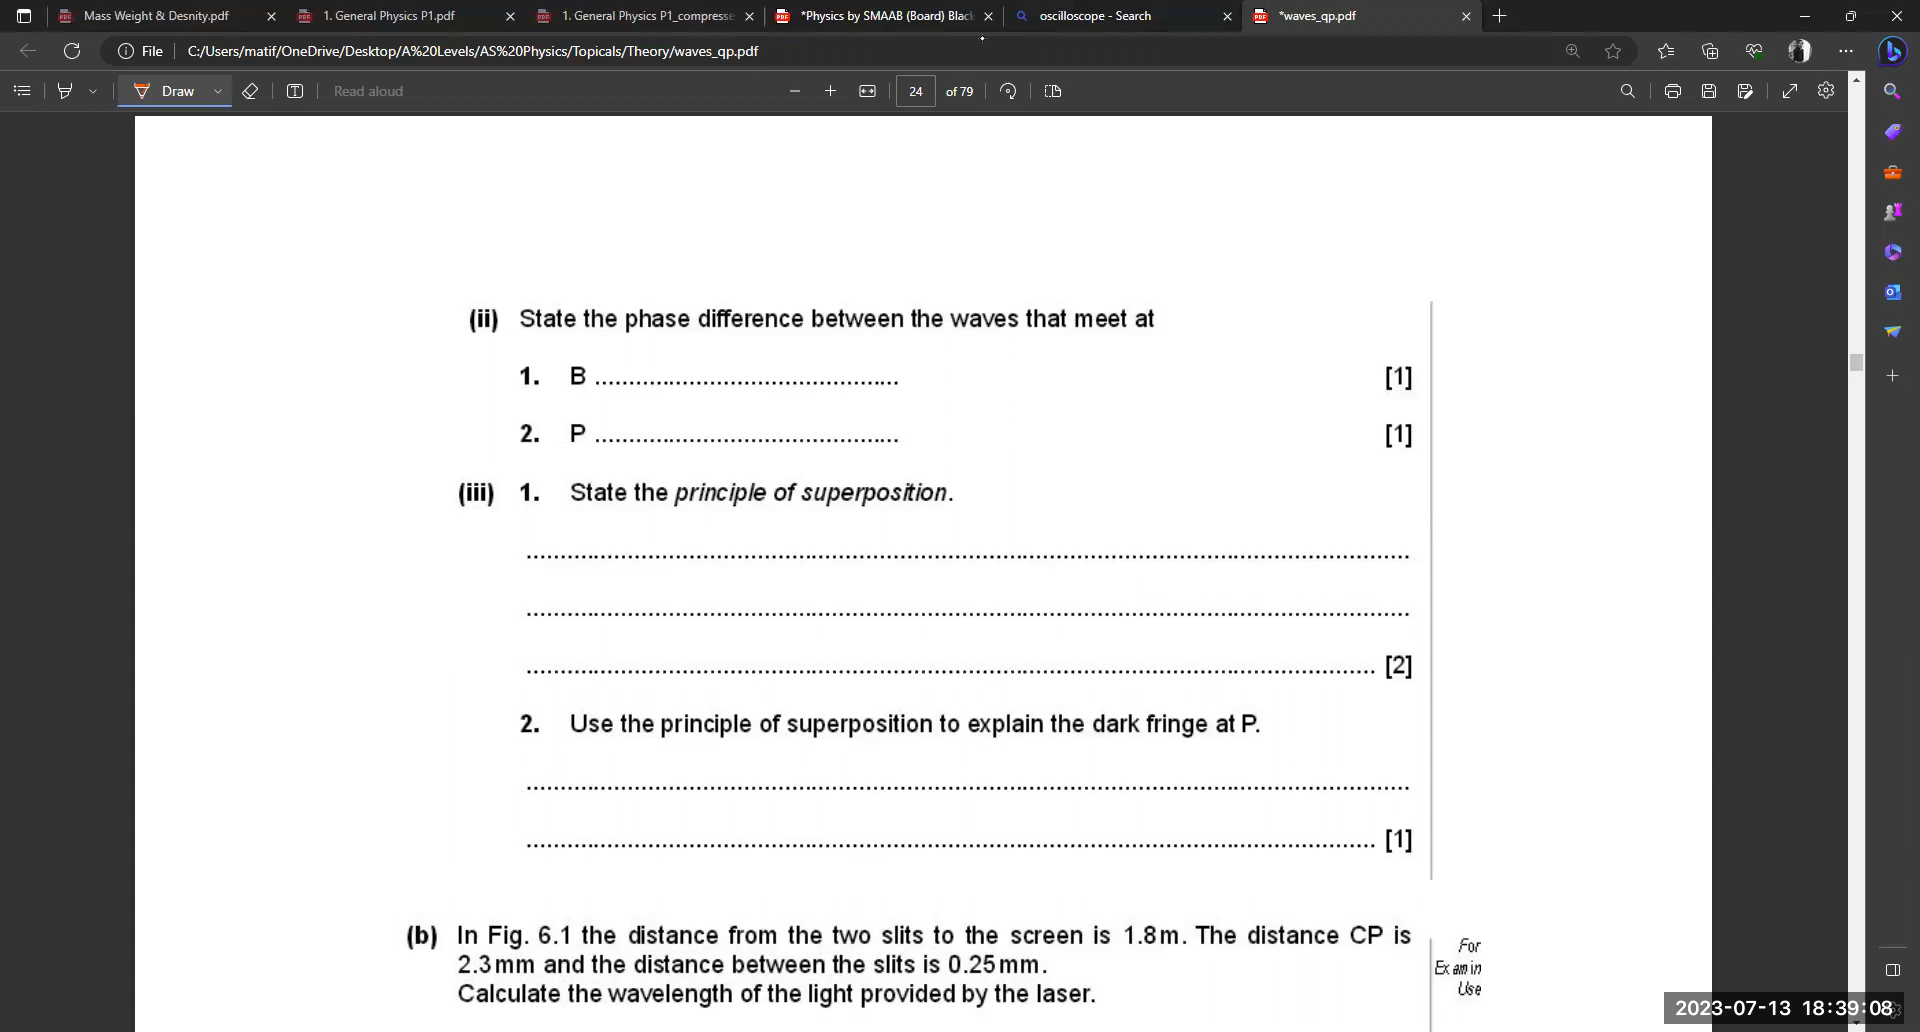 Mass Weight & Desnity.pdf
1. General Physics P1.pdf
1. General Physics P1_compresse
*Physics by SMAAB (Board) Blac
oscilloscope - Search
*waves_qp.pdf
File
C:/Users/matif/OneDrive/Desktop/A%20Levels/AS%20Physics/Topicals/Theory/waves_qp.pdf
Draw
Read aloud
24 of 79
(ii) State the phase difference between the waves that meet at
1. B ............................................. [1]
2. P ............................................. [1]
(iii) 1. State the principle of superposition.
....................................................................................................................................
....................................................................................................................................
............................................................................................................................... [2]
2. Use the principle of superposition to explain the dark fringe at P.
....................................................................................................................................
............................................................................................................................... [1]
(b) In Fig. 6.1 the distance from the two slits to the screen is 1.8 m. The distance CP is
2.3 mm and the distance between the slits is 0.25 mm.
Calculate the wavelength of the light provided by the laser.
For
Examin
Use
2023-07-13 18:39:08